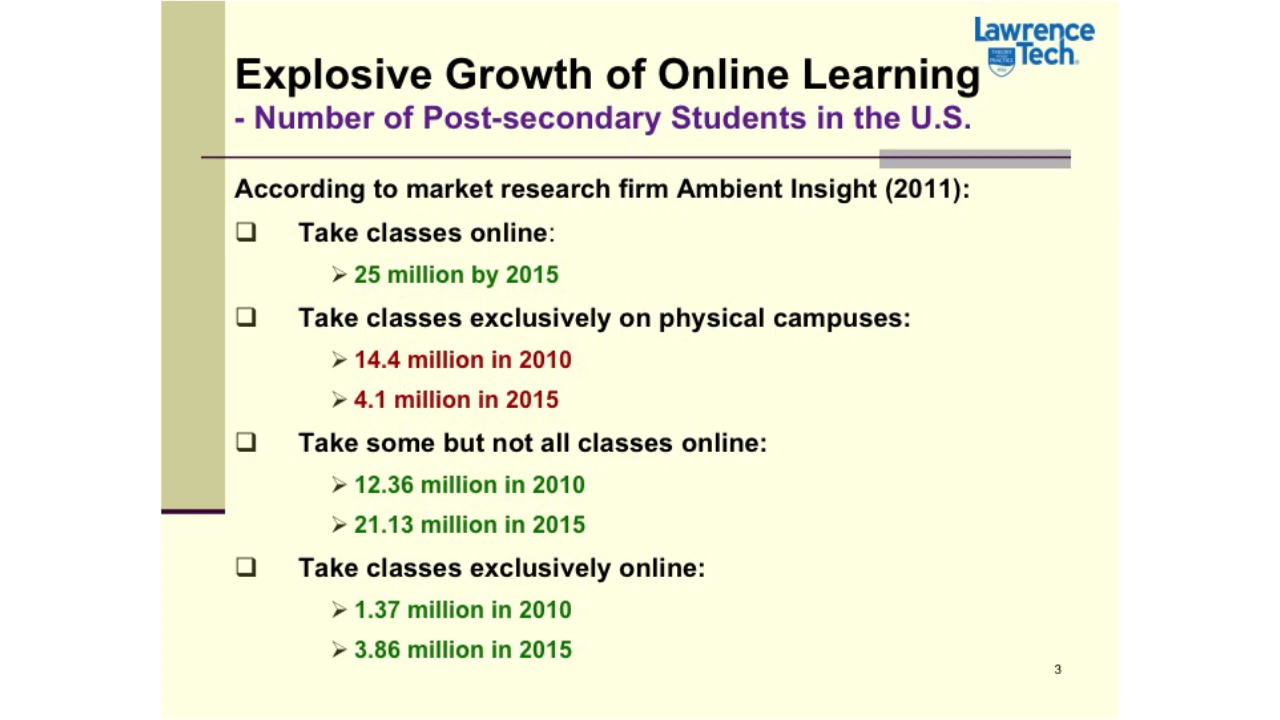 Lawrence
Tech
THEORY
PRACTICE
Explosive Growth of Online Learning
- Number of Post-secondary Students in the U.S.
According to market research firm Ambient Insight (2011):
❑ Take classes online:
➢ 25 million by 2015
❑ Take classes exclusively on physical campuses:
➢ 14.4 million in 2010
➢ 4.1 million in 2015
❑ Take some but not all classes online:
➢ 12.36 million in 2010
➢ 21.13 million in 2015
❑ Take classes exclusively online:
➢ 1.37 million in 2010
➢ 3.86 million in 2015
3